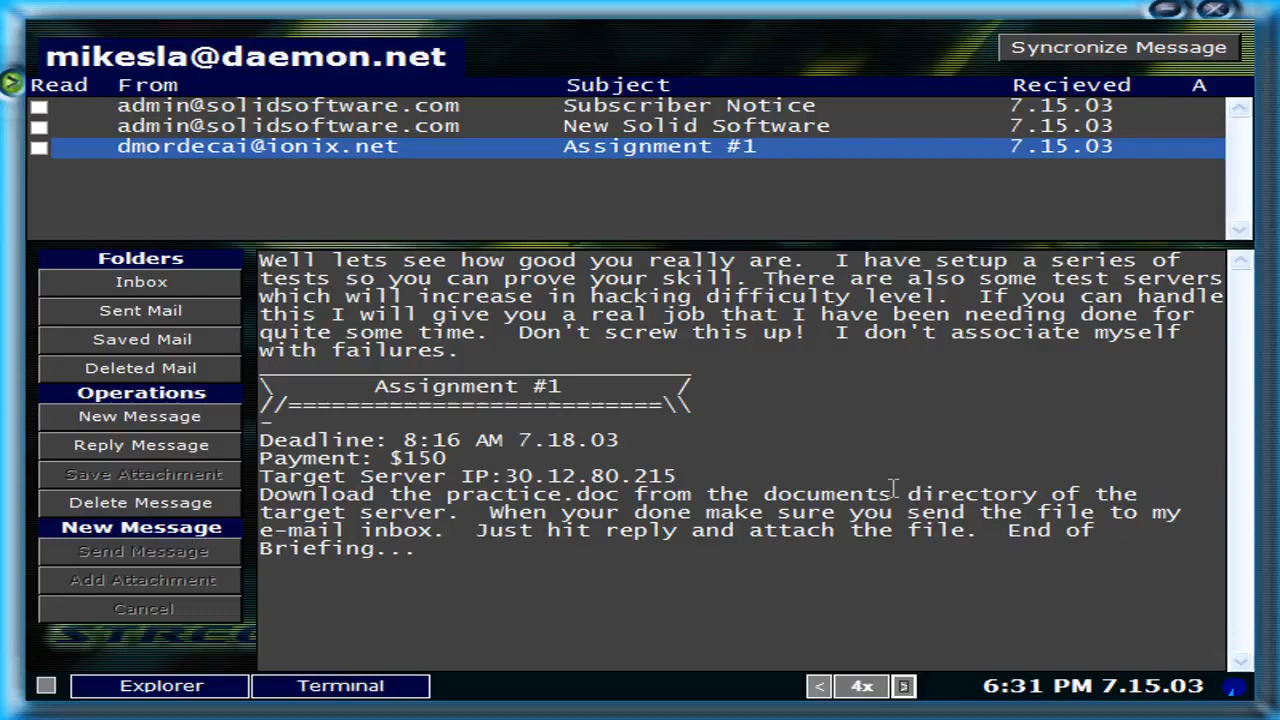 mikesla@daemon.net
Syncronize Message
Read From Subject Recieved A
admin@solidsoftware.com Subscriber Notice 7.15.03
admin@solidsoftware.com New Solid Software 7.15.03
dmordecai@ionix.net Assignment #1 7.15.03
Folders
Inbox
Sent Mail
Saved Mail
Deleted Mail
Operations
New Message
Reply Message
Save Attachment
Delete Message
New Message
Send Message
Add Attachment
Cancel
Well lets see how good you really are.  I have setup a series of
tests so you can prove your skill. There are also some test servers
which will increase in hacking difficulty level.  If you can handle
this I will give you a real job that I have been needing done for
quite some time.  Don't screw this up!  I don't associate myself
with failures.
______________________________
\ Assignment #1 /
//==========================\\
-
Deadline: 8:16 AM 7.18.03
Payment: $150
Target Server IP:30.12.80.215
Download the practice.doc from the documents directory of the
target server.  When your done make sure you send the file to my
e-mail inbox.  Just hit reply and attach the file.  End of
Briefing...
Explorer Terminal < 4x > 6:31 PM 7.15.03